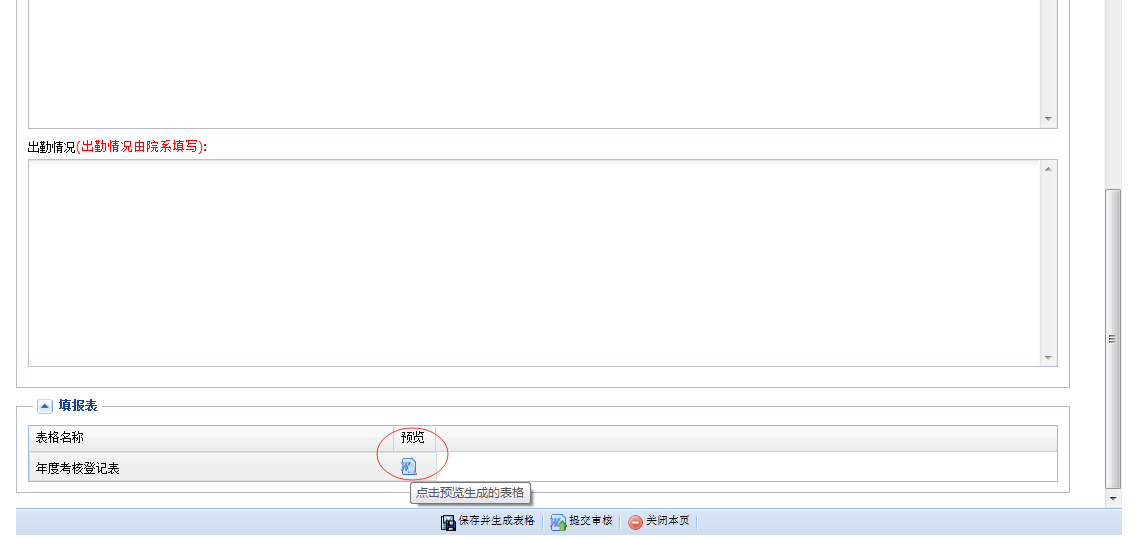 出勤情况(出勤情况由院系填写):
填报表
表格名称 预览
年度考核登记表
点击预览生成的表格
保存并生成表格 提交审核 关闭本页